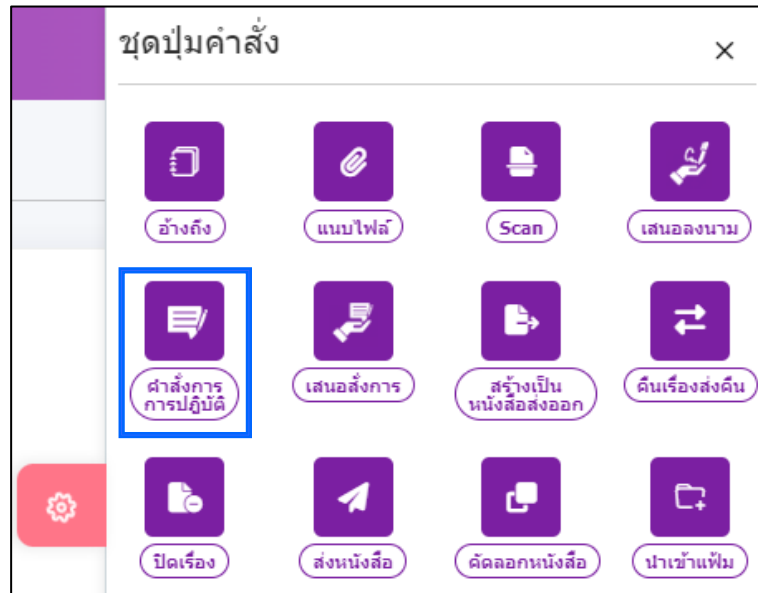 ชุดปุ่มคำสั่ง
อ้างถึง
แนบไฟล์
Scan
เสนอลงนาม
คำสั่งการ
การปฏิบัติ
เสนอสั่งการ
สร้างเป็น
หนังสือส่งออก
คืนเรื่องส่งคืน
ปิดเรื่อง
ส่งหนังสือ
คัดลอกหนังสือ
นำเข้าแฟ้ม